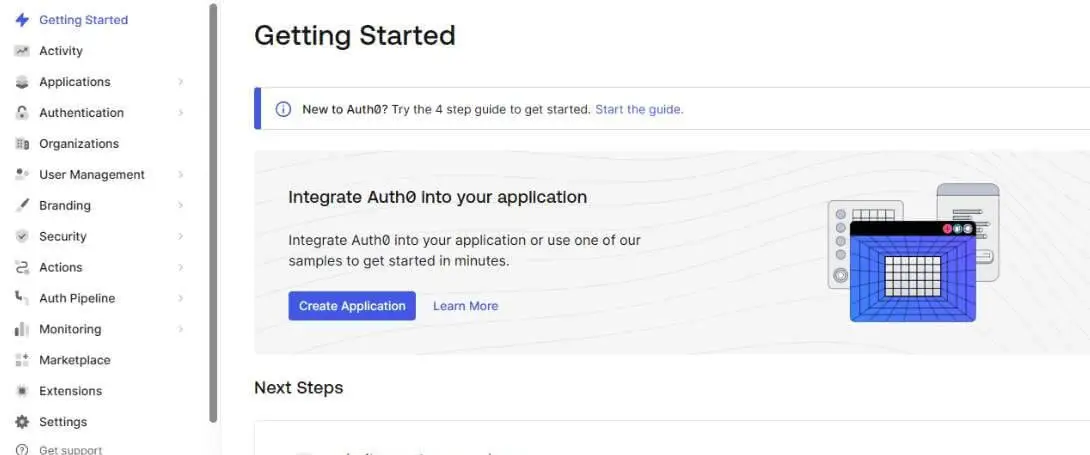 Getting Started
Activity
Applications
Authentication
Organizations
User Management
Branding
Security
Actions
Auth Pipeline
Monitoring
Marketplace
Extensions
Settings
Get support
Getting Started
New to Auth0? Try the 4 step guide to get started. Start the guide.
Integrate Auth0 into your application
Integrate Auth0 into your application or use one of our
samples to get started in minutes.
Create Application Learn More
Next Steps